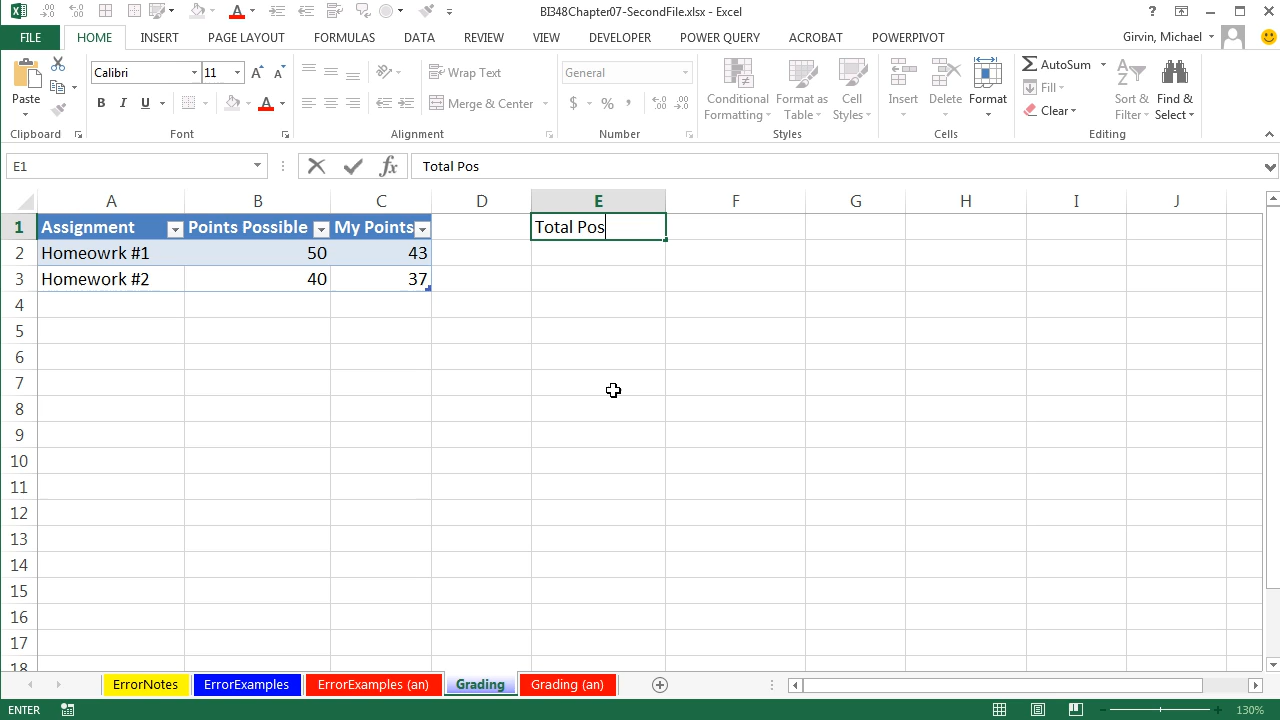 BI348Chapter07-SecondFile.xlsx - Excel
FILE HOME INSERT PAGE LAYOUT FORMULAS DATA REVIEW VIEW DEVELOPER POWER QUERY ACROBAT POWERPIVOT Girvin, Michael
Paste
Calibri 11
B I U A
Wrap Text
Merge & Center
General
$ % ,
Conditional Formatting
Format as Table
Cell Styles
Insert Delete Format
AutoSum
Fill
Clear
Sort & Filter
Find & Select
Clipboard Font Alignment Number Styles Cells Editing
E1 fx Total Pos
A B C D E F G H I J
1 Assignment Points Possible My Points Total Pos
2 Homeowrk #1 50 43
3 Homework #2 40 37
4
5
6
7
8
9
10
11
12
13
14
15
16
17
18
ErrorNotes ErrorExamples ErrorExamples (an) Grading Grading (an)
ENTER 130%